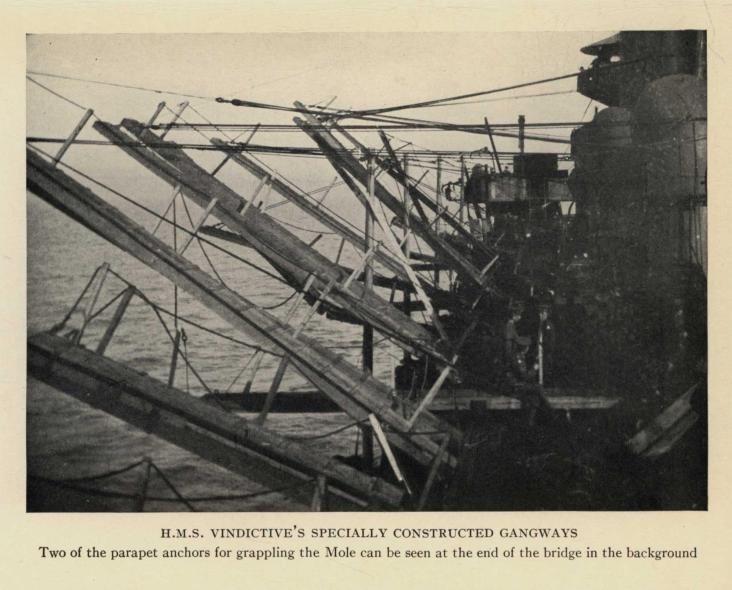 H.M.S. VINDICTIVE'S SPECIALLY CONSTRUCTED GANGWAYS
Two of the parapet anchors for grappling the Mole can be seen at the end of the bridge in the background